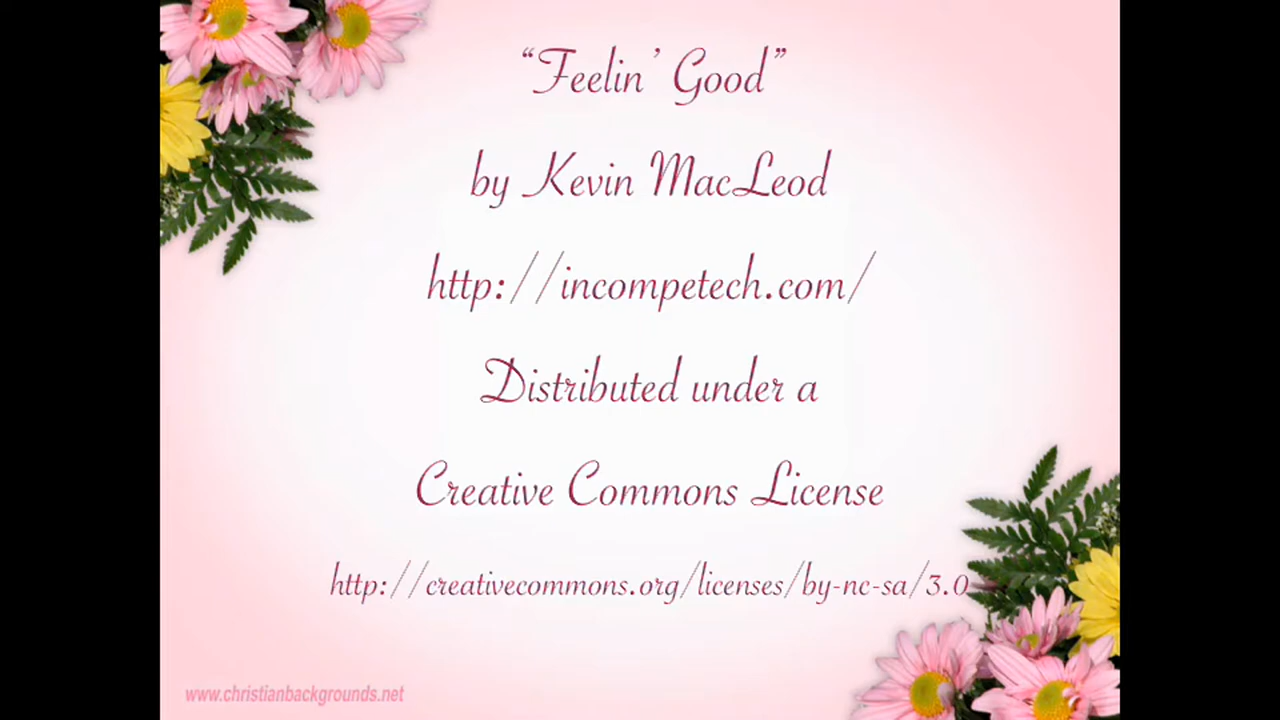 “Feelin’ Good”
by Kevin MacLeod
http://incompetech.com/
Distributed under a
Creative Commons License
http://creativecommons.org/licenses/by-nc-sa/3.0
www.christianbackgrounds.net